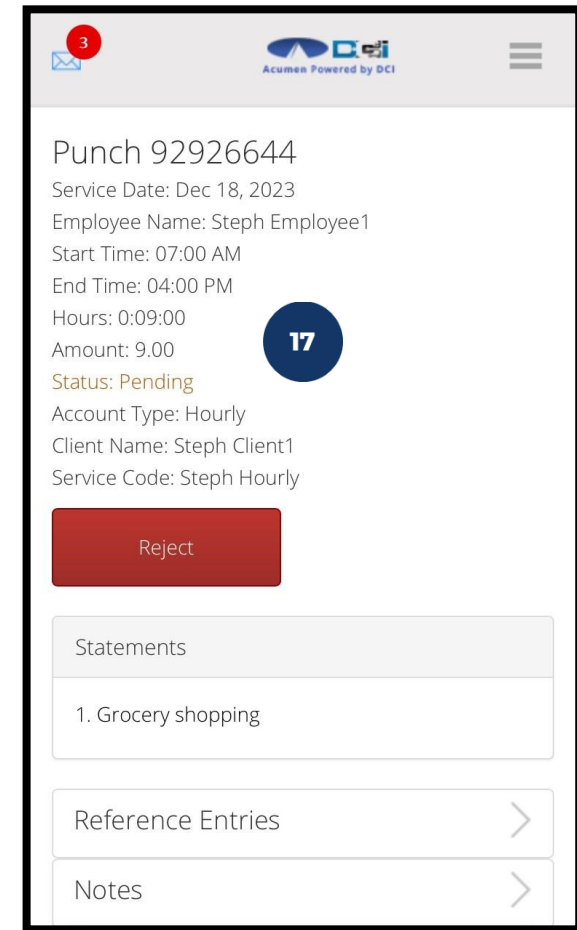 3
DCI
Acumen Powered by DCI
Punch 92926644
Service Date: Dec 18, 2023
Employee Name: Steph Employee1
Start Time: 07:00 AM
End Time: 04:00 PM
Hours: 0:09:00
Amount: 9.00
17
Status: Pending
Account Type: Hourly
Client Name: Steph Client1
Service Code: Steph Hourly
Reject
Statements
1. Grocery shopping
Reference Entries
Notes